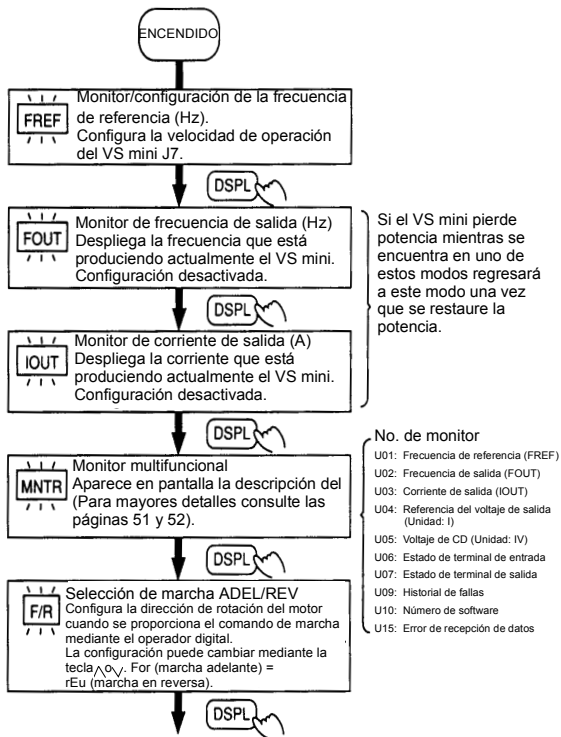 ENCENDIDO
FREF
Monitor/configuración de la frecuencia
de referencia (Hz).
Configura la velocidad de operación
del VS mini J7.
DSPL
FOUT
Monitor de frecuencia de salida (Hz)
Despliega la frecuencia que está
produciendo actualmente el VS mini.
Configuración desactivada.
DSPL
IOUT
Monitor de corriente de salida (A)
Despliega la corriente que está
produciendo actualmente el VS mini.
Configuración desactivada.
Si el VS mini pierde
potencia mientras se
encuentra en uno de
estos modos regresará
a este modo una vez
que se restaure la
potencia.
DSPL
MNTR
Monitor multifuncional
Aparece en pantalla la descripción del
(Para mayores detalles consulte las
páginas 51 y 52).
No. de monitor
U01: Frecuencia de referencia (FREF)
U02: Frecuencia de salida (FOUT)
U03: Corriente de salida (IOUT)
U04: Referencia del voltaje de salida
(Unidad: I)
U05: Voltaje de CD (Unidad: IV)
U06: Estado de terminal de entrada
U07: Estado de terminal de salida
U09: Historial de fallas
U10: Número de software
U15: Error de recepción de datos
DSPL
F/R
Selección de marcha ADEL/REV
Configura la dirección de rotación del motor
cuando se proporciona el comando de marcha
mediante el operador digital.
La configuración puede cambiar mediante la
tecla o . For (marcha adelante) =
rEu (marcha en reversa).
DSPL